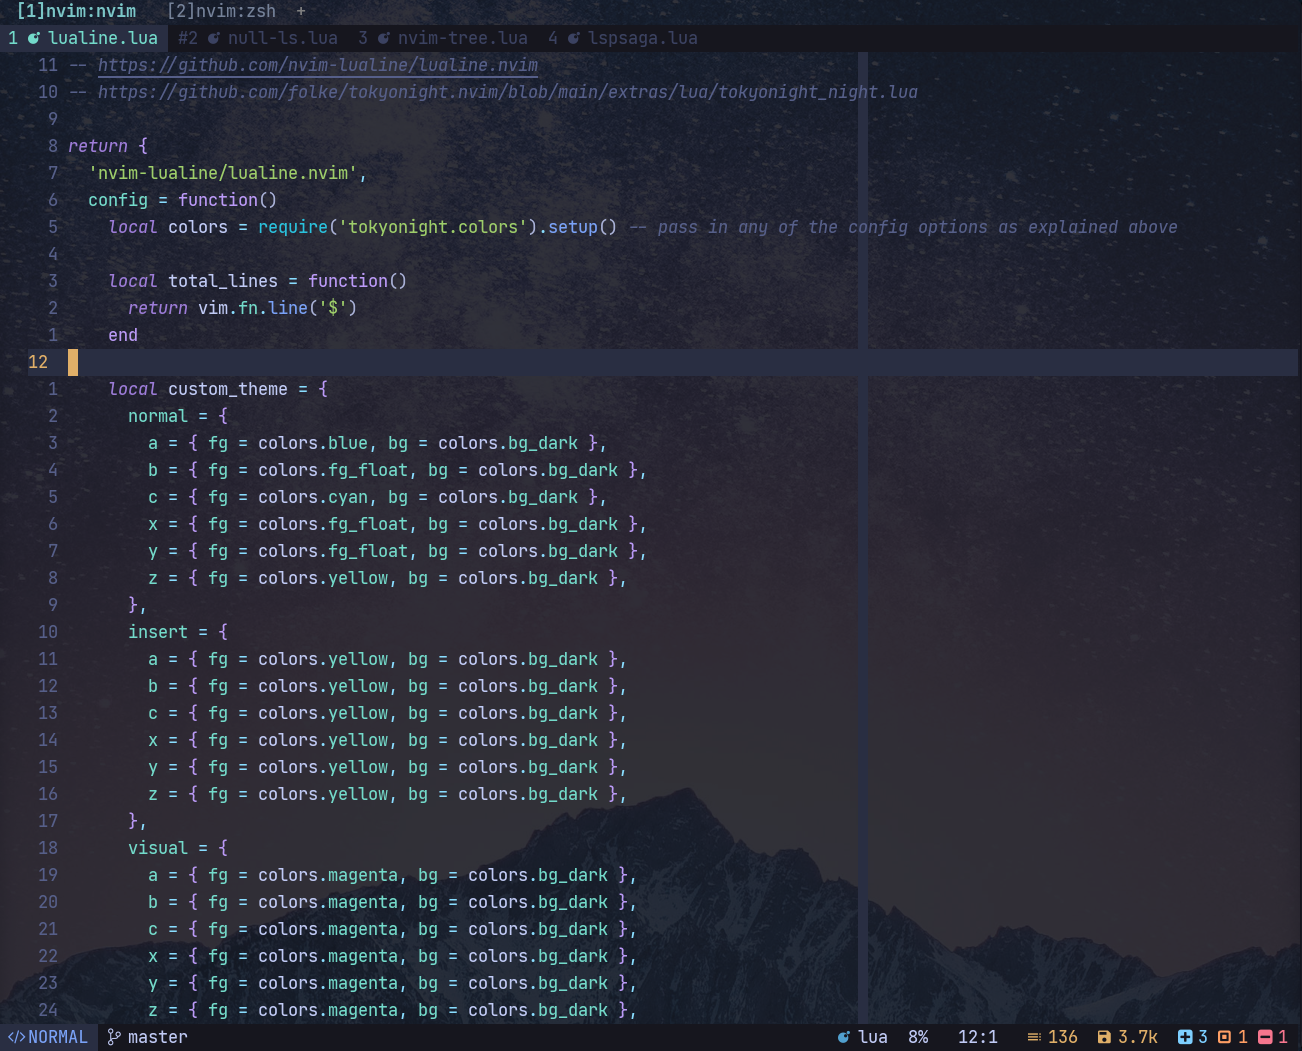 [1]nvim:nvim [2]nvim:zsh +
1 lualine.lua #2 null-ls.lua 3 nvim-tree.lua 4 lspsaga.lua
11 -- https://github.com/nvim-lualine/lualine.nvim
10 -- https://github.com/folke/tokyonight.nvim/blob/main/extras/lua/tokyonight_night.lua
9
8 return {
7 'nvim-lualine/lualine.nvim',
6 config = function()
5 local colors = require('tokyonight.colors').setup() -- pass in any of the config options as explained above
4
3 local total_lines = function()
2 return vim.fn.line('$')
1 end
12
1 local custom_theme = {
2 normal = {
3 a = { fg = colors.blue, bg = colors.bg_dark },
4 b = { fg = colors.fg_float, bg = colors.bg_dark },
5 c = { fg = colors.cyan, bg = colors.bg_dark },
6 x = { fg = colors.fg_float, bg = colors.bg_dark },
7 y = { fg = colors.fg_float, bg = colors.bg_dark },
8 z = { fg = colors.yellow, bg = colors.bg_dark },
9 },
10 insert = {
11 a = { fg = colors.yellow, bg = colors.bg_dark },
12 b = { fg = colors.yellow, bg = colors.bg_dark },
13 c = { fg = colors.yellow, bg = colors.bg_dark },
14 x = { fg = colors.yellow, bg = colors.bg_dark },
15 y = { fg = colors.yellow, bg = colors.bg_dark },
16 z = { fg = colors.yellow, bg = colors.bg_dark },
17 },
18 visual = {
19 a = { fg = colors.magenta, bg = colors.bg_dark },
20 b = { fg = colors.magenta, bg = colors.bg_dark },
21 c = { fg = colors.magenta, bg = colors.bg_dark },
22 x = { fg = colors.magenta, bg = colors.bg_dark },
23 y = { fg = colors.magenta, bg = colors.bg_dark },
24 z = { fg = colors.magenta, bg = colors.bg_dark },
</>NORMAL master lua 8% 12:1 136 3.7k 3 1 1